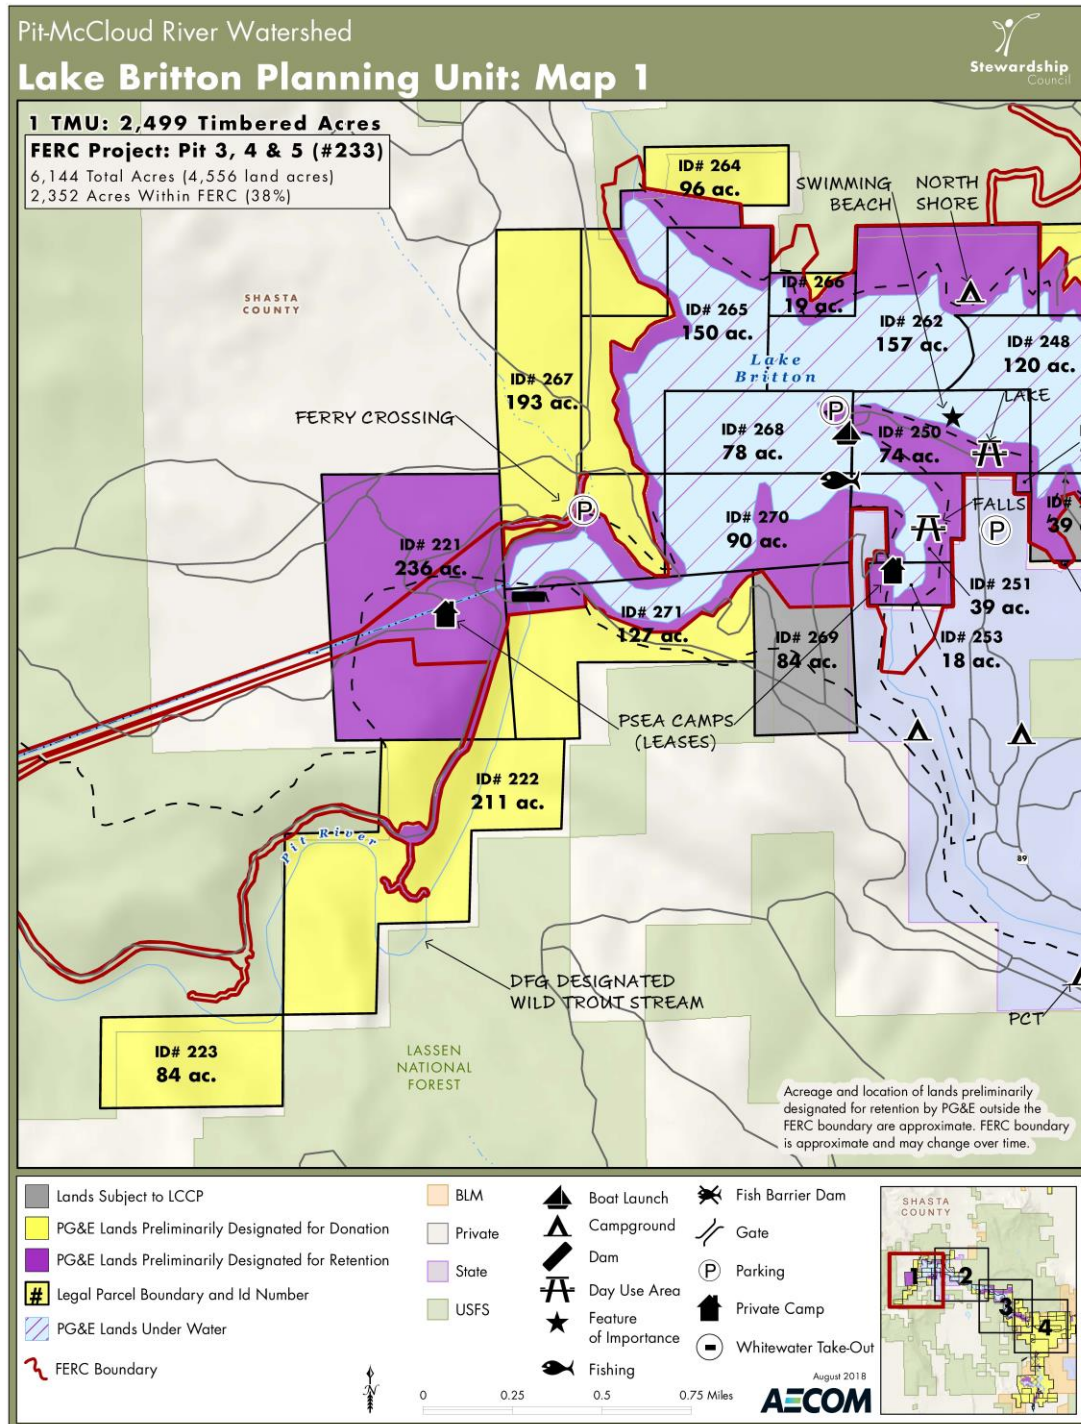 Pit-McCloud River Watershed
Lake Britton Planning Unit: Map 1
Stewardship
Council
1 TMU: 2,499 Timbered Acres
FERC Project: Pit 3, 4 & 5 (#233)
6,144 Total Acres (4,556 land acres)
2,352 Acres Within FERC (38%)
ID# 264
96 ac.
SWIMMING
BEACH
NORTH
SHORE
SHASTA
COUNTY
ID# 266
19 ac.
ID# 265
150 ac.
ID# 262
157 ac.
ID# 248
120 ac.
Lake
Britton
ID# 267
193 ac.
LAKE
FERRY CROSSING
P
ID# 268
78 ac.
ID# 250
74 ac.
P
FALLS
P
ID#
39
ID# 270
90 ac.
ID# 221
236 ac.
ID# 251
39 ac.
ID# 271
127 ac.
ID# 269
84 ac.
ID# 253
18 ac.
PSEA CAMPS
(LEASES)
ID# 222
211 ac.
Pit River
89
DFG DESIGNATED
WILD TROUT STREAM
PCT
ID# 223
84 ac.
LASSEN
NATIONAL
FOREST
Acreage and location of lands preliminarily
designated for retention by PG&E outside the
FERC boundary are approximate. FERC boundary
is approximate and may change over time.
Lands Subject to LCCP
PG&E Lands Preliminarily Designated for Donation
PG&E Lands Preliminarily Designated for Retention
# Legal Parcel Boundary and Id Number
PG&E Lands Under Water
FERC Boundary
BLM
Private
State
USFS
Boat Launch
Campground
Dam
Day Use Area
Feature
of Importance
Fishing
Fish Barrier Dam
Gate
P Parking
Private Camp
Whitewater Take-Out
N
0 0.25 0.5 0.75 Miles
August 2018
AECOM
SHASTA
COUNTY
1
2
3
4